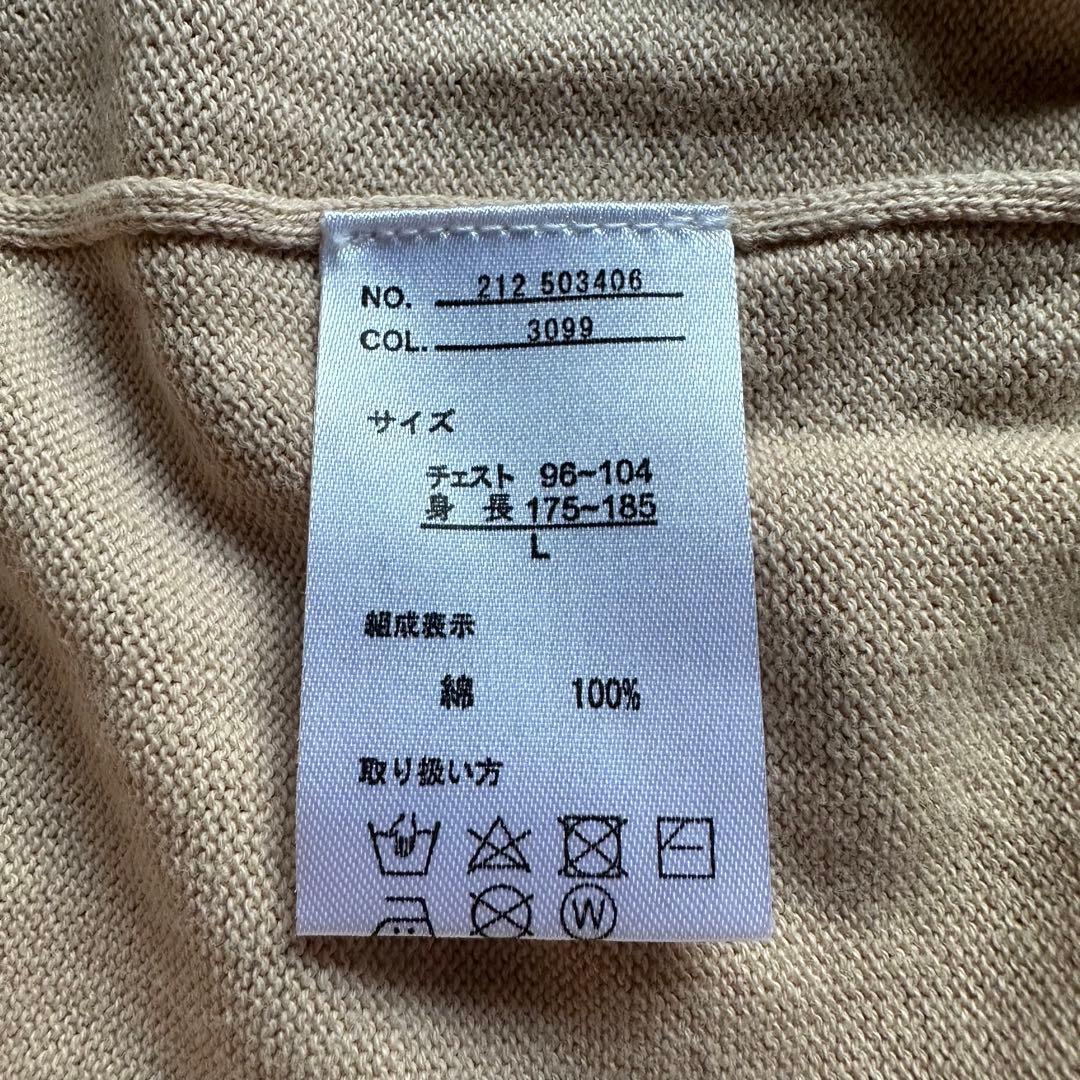 NO. 212 503406
COL. 3099
サイズ
チェスト 96~104
身 長 175~185
L
組成表示
綿 100%
取り扱い方
W